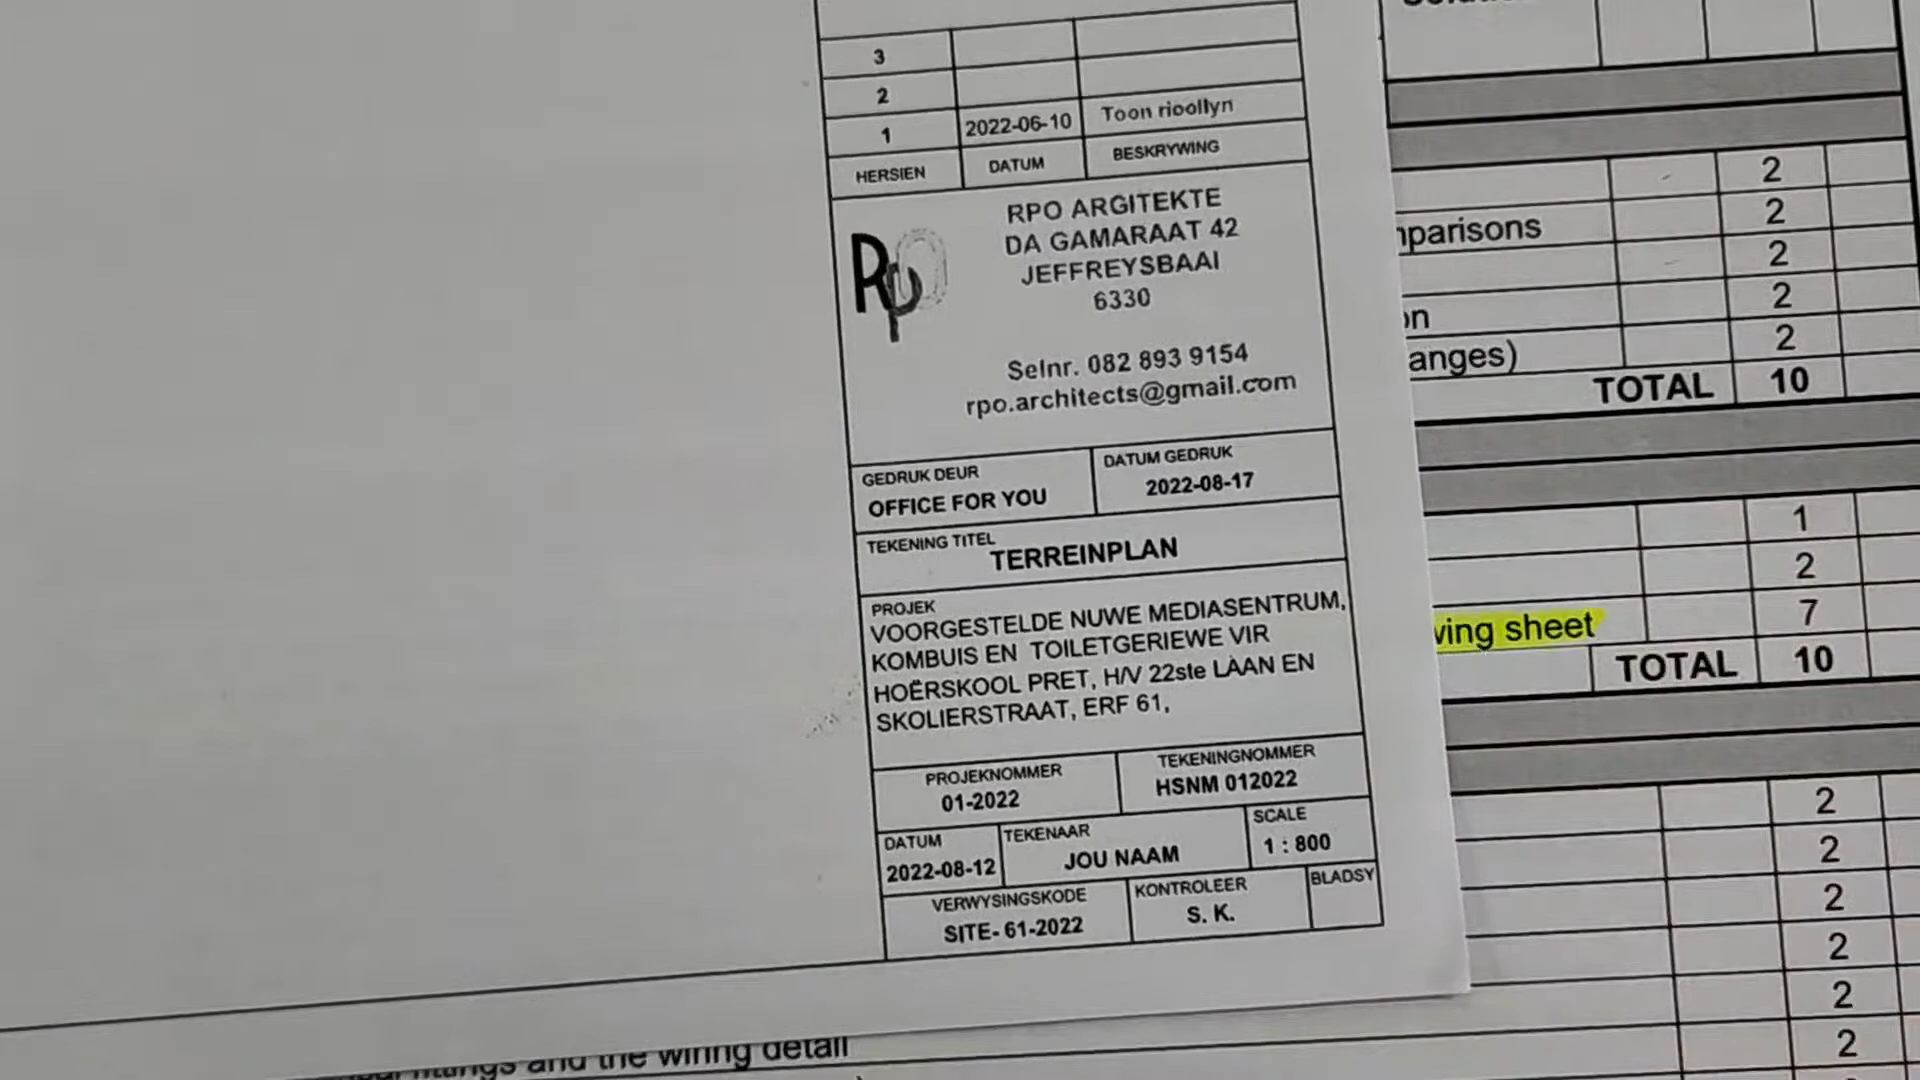 3
2
1 2022-06-10 Toon rioollyn
HERSIEN DATUM BESKRYWING
Rpo
RPO ARGITEKTE
DA GAMARAAT 42
JEFFREYSBAAI
6330
Selnr. 082 893 9154
rpo.architects@gmail.com
GEDRUK DEUR
OFFICE FOR YOU
DATUM GEDRUK
2022-08-17
TEKENING TITEL
TERREINPLAN
PROJEK
VOORGESTELDE NUWE MEDIASENTRUM,
KOMBUIS EN TOILETGERIEWE VIR
HOËRSKOOL PRET, H/V 22ste LAAN EN
SKOLIERSTRAAT, ERF 61,
PROJEKNOMMER
01-2022
TEKENINGNOMMER
HSNM 012022
DATUM
2022-08-12
TEKENAAR
JOU NAAM
SCALE
1 : 800
VERWYSINGSKODE
SITE- 61-2022
KONTROLEER
S. K.
BLADSY
2
nparisons 2
2
on 2
anges) 2
TOTAL 10
1
2
ving sheet 7
TOTAL 10
2
2
2
2
2
2
fittings and the wiring detail